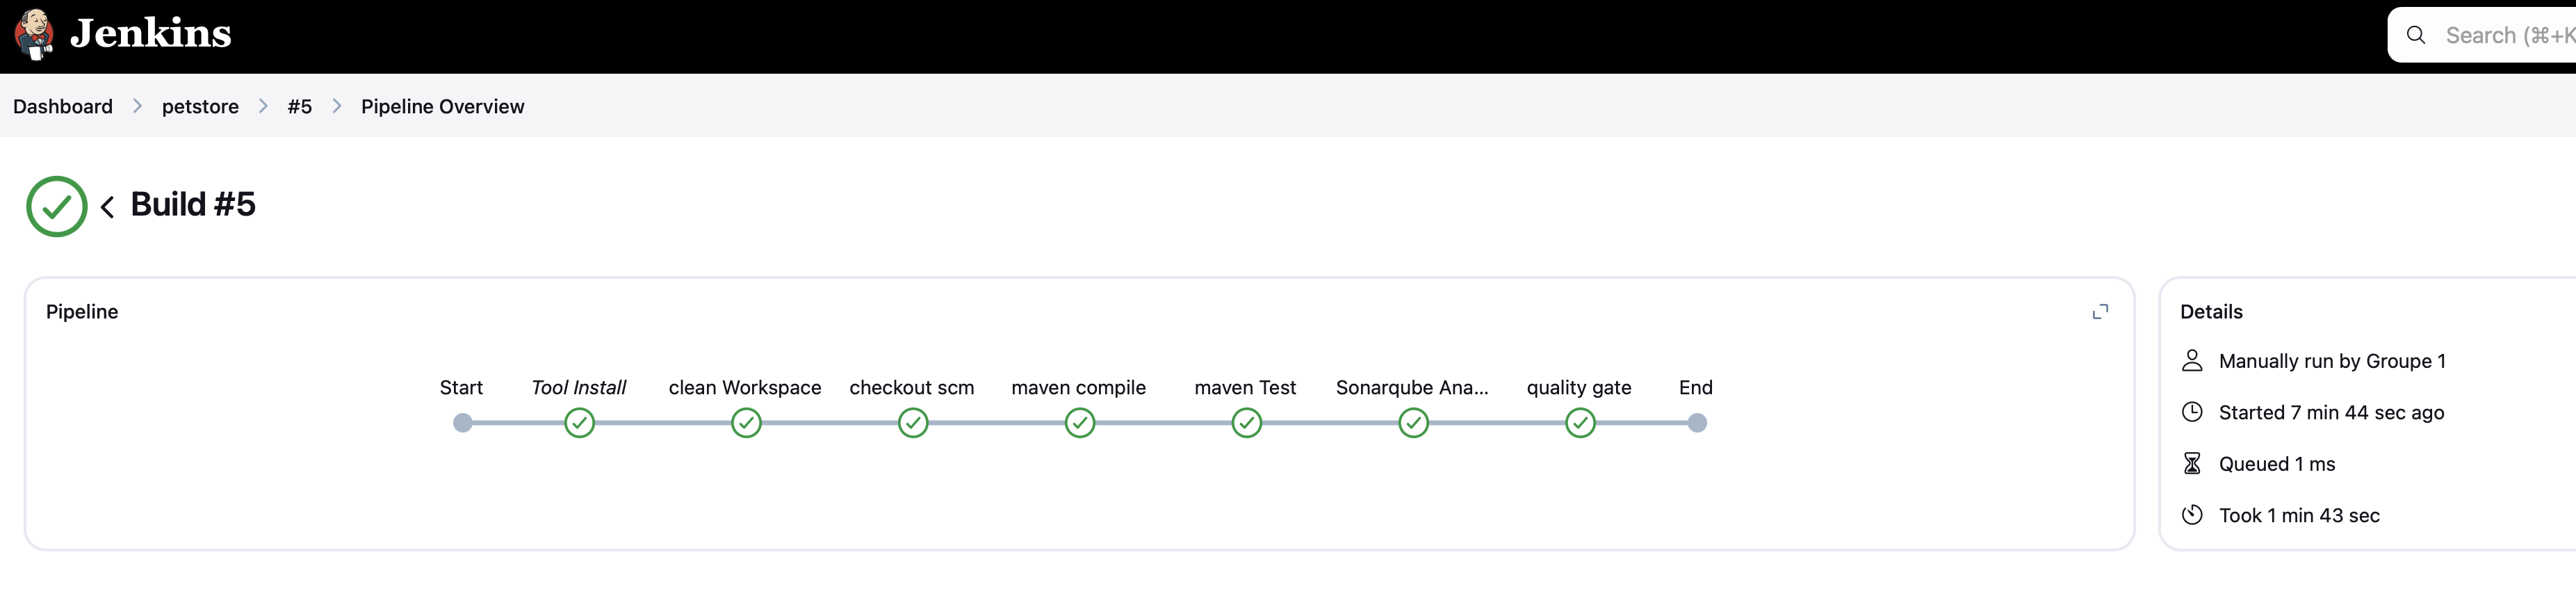 Jenkins
Search (⌘+K
Dashboard > petstore > #5 > Pipeline Overview
Build #5
Pipeline
Start Tool Install clean Workspace checkout scm maven compile maven Test Sonarqube Ana... quality gate End
Details
Manually run by Groupe 1
Started 7 min 44 sec ago
Queued 1 ms
Took 1 min 43 sec